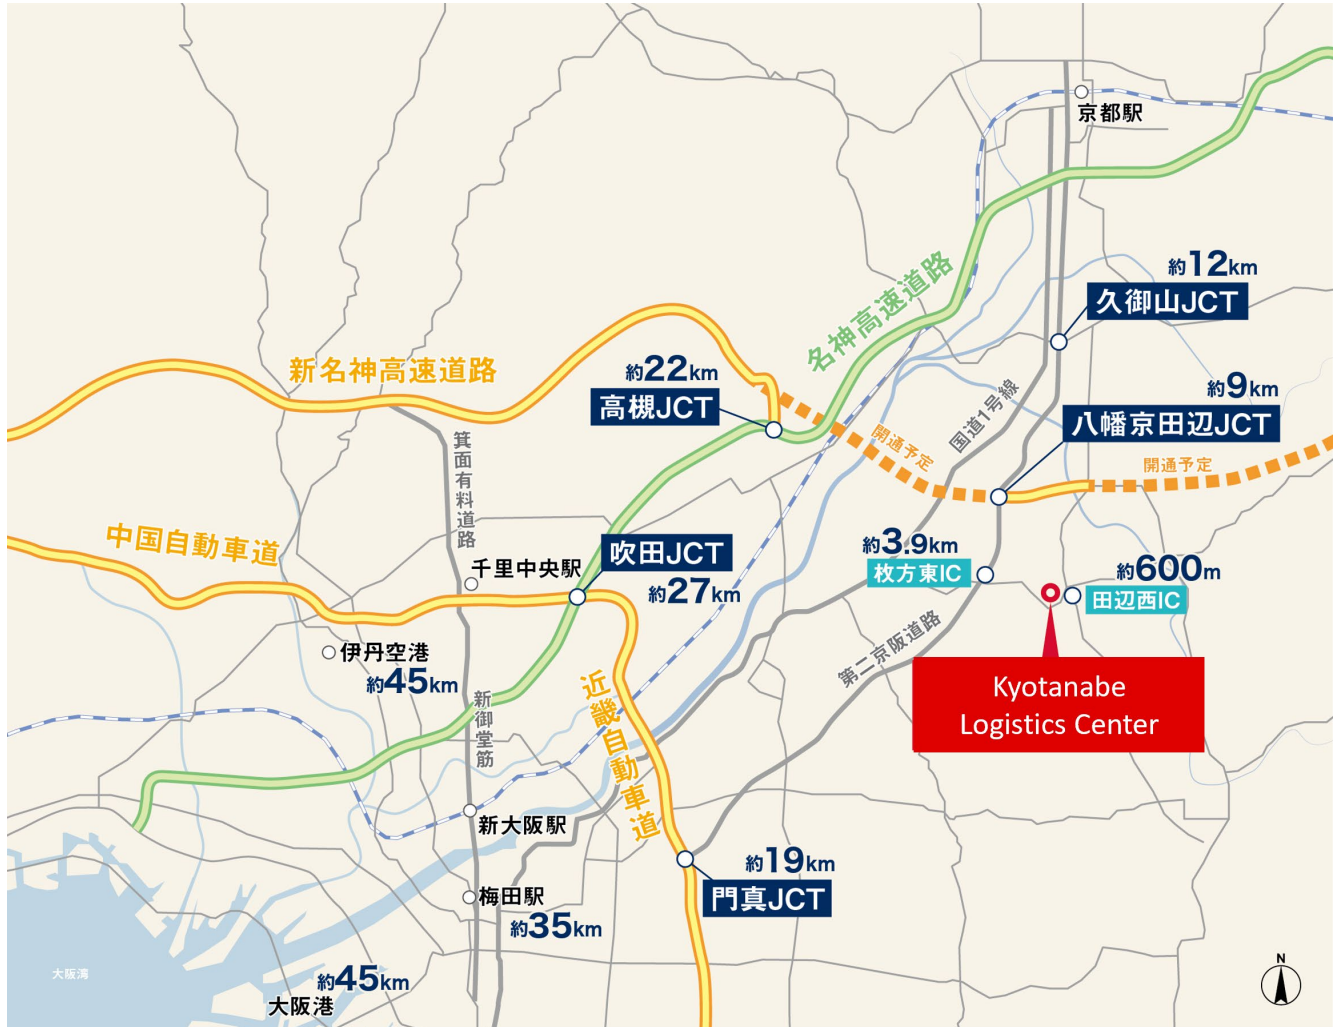 京都駅
約12km
久御山JCT
名神高速道路
新名神高速道路
約22km
高槻JCT
約9km
八幡京田辺JCT
国道1号線
開通予定
開通予定
箕面有料道路
中国自動車道
千里中央駅
吹田JCT
約27km
約3.9km
枚方東IC
約600m
田辺西IC
伊丹空港
約45km
第二京阪道路
Kyotanabe
Logistics Center
新御堂筋
近畿自動車道
新大阪駅
約19km
門真JCT
梅田駅
約35km
大阪湾
約45km
大阪港
N